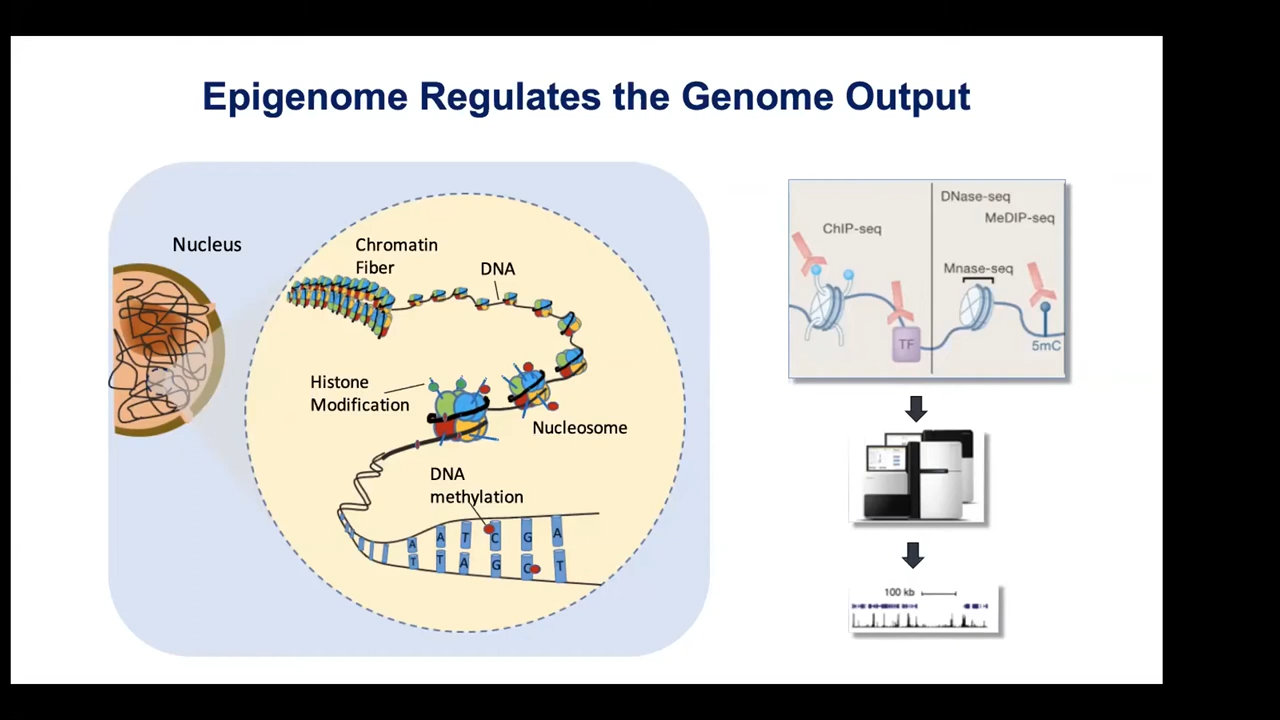 Epigenome Regulates the Genome Output
Nucleus
Chromatin
Fiber
DNA
Histone
Modification
Nucleosome
DNA
methylation
A A T C G A
T T A G C T
ChIP-seq
TF
DNase-seq
MeDIP-seq
Mnase-seq
5mC
100 kb